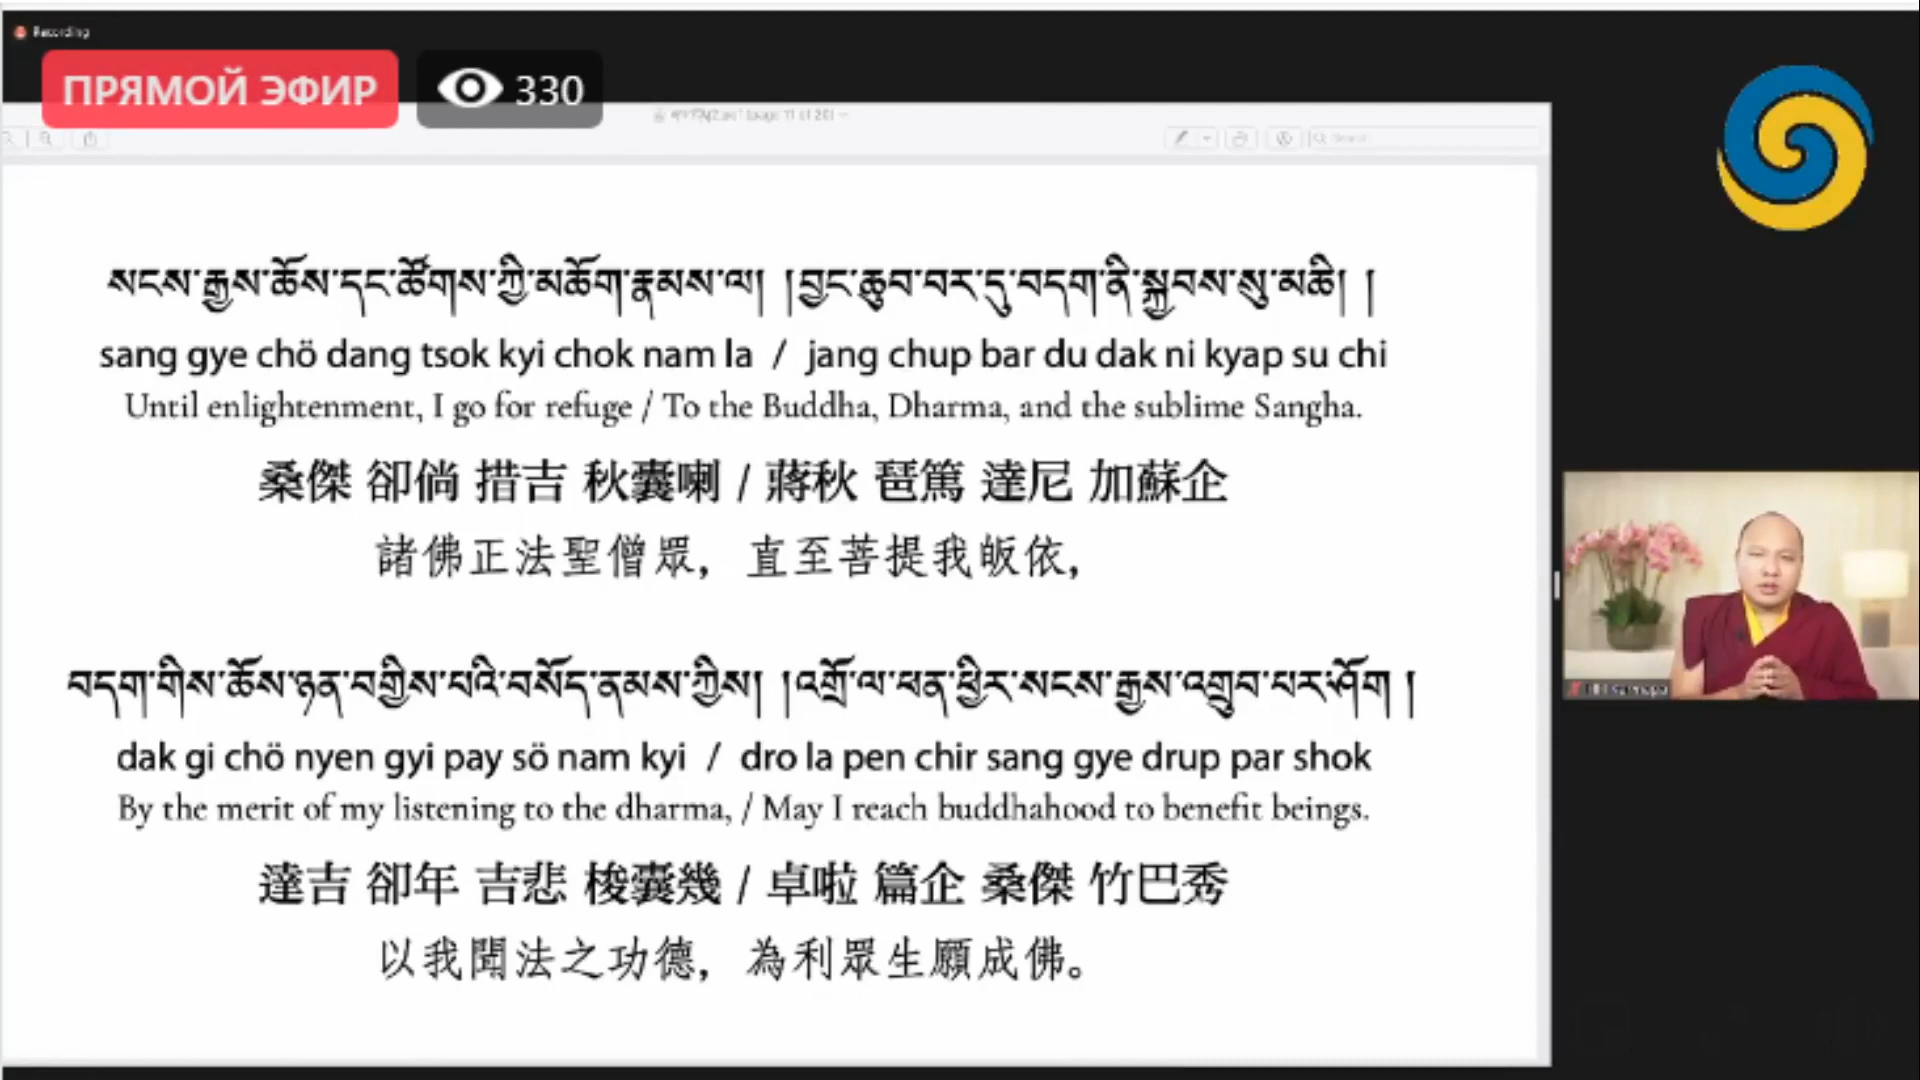 Recording
ПРЯМОЙ ЭФИР 330
སངས་རྒྱས་ཆོས་དང་ཚོགས་ཀྱི་མཆོག་རྣམས་ལ། །བྱང་ཆུབ་བར་དུ་བདག་ནི་སྐྱབས་སུ་མཆི། །
sang gye chö dang tsok kyi chok nam la / jang chup bar du dak ni kyap su chi
Until enlightenment, I go for refuge / To the Buddha, Dharma, and the sublime Sangha.
桑傑 卻倘 措吉 秋囊喇 / 蔣秋 琶篤 達尼 加蘇企
諸佛正法聖僧眾，直至菩提我皈依，
བདག་གིས་ཆོས་ཉན་བགྱིས་པའི་བསོད་ནམས་ཀྱིས། །འགྲོ་ལ་ཕན་ཕྱིར་སངས་རྒྱས་འགྲུབ་པར་ཤོག །
dak gi chö nyen gyi pay sö nam kyi / dro la pen chir sang gye drup par shok
By the merit of my listening to the dharma, / May I reach buddhahood to benefit beings.
達吉 卻年 吉悲 梭囊幾 / 卓啦 篇企 桑傑 竹巴秀
以我聞法之功德，為利眾生願成佛。